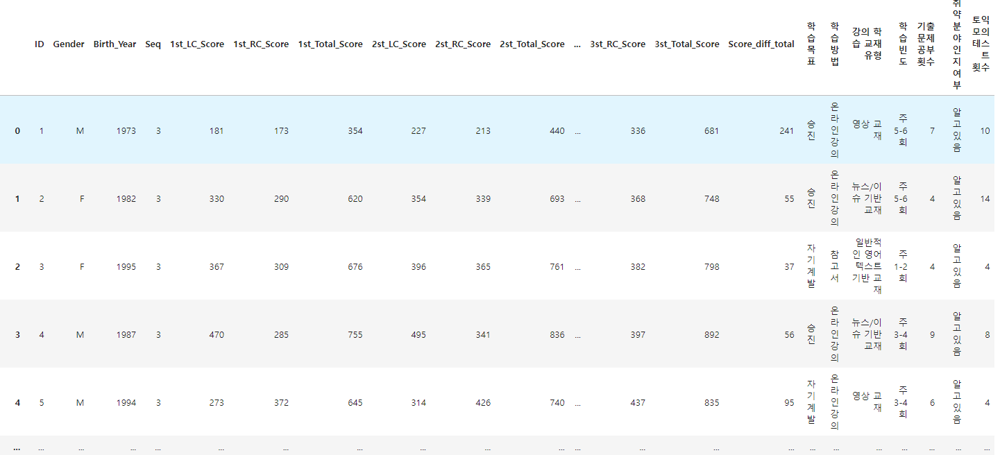 ID Gender Birth_Year Seq 1st_LC_Score 1st_RC_Score 1st_Total_Score 2st_LC_Score 2st_RC_Score 2st_Total_Score ... 3st_RC_Score 3st_Total_Score Score_diff_total 학습목표 학습방법 강의 학습 교재 유형 학습빈도 기출문제 공부 횟수 취약분야 인지 여부 토익 모의테스트 횟수
0 1 M 1973 3 181 173 354 227 213 440 ... 336 681 241 승진 온라인강의 영상 교재 주5-6회 7 알고 있음 10
1 2 F 1982 3 330 290 620 354 339 693 ... 368 748 55 승진 온라인강의 뉴스/이슈 기반 교재 주5-6회 4 알고 있음 14
2 3 F 1995 3 367 309 676 396 365 761 ... 382 798 37 자기계발 참고서 일반적인 영어 텍스트 기반 교재 주1-2회 4 알고 있음 4
3 4 M 1987 3 470 285 755 495 341 836 ... 397 892 56 승진 온라인강의 뉴스/이슈 기반 교재 주3-4회 9 알고 있음 8
4 5 M 1994 3 273 372 645 314 426 740 ... 437 835 95 자기계발 온라인강의 영상 교재 주3-4회 6 알고 있음 4
... ... ... ... ... ... ... ... ... ... ... ... ... ... ... ... ... ... ... ... ... ...